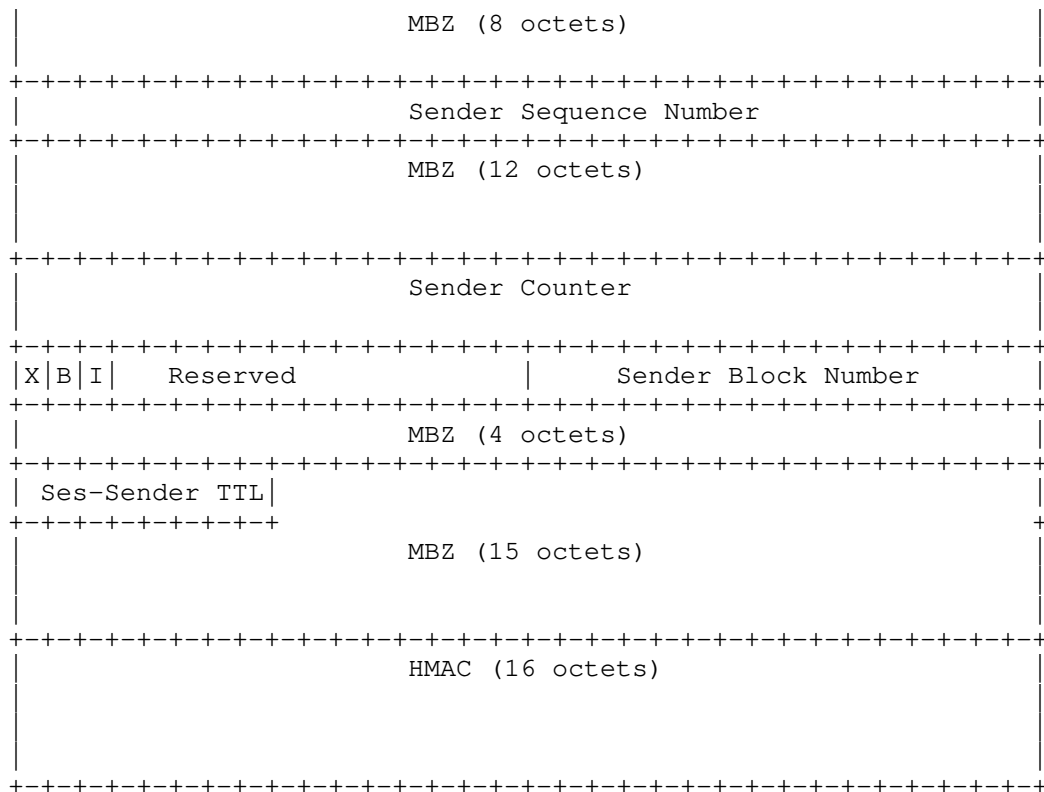 MBZ (8 octets)
Sender Sequence Number
MBZ (12 octets)
Sender Counter
|X|B|I| Reserved | Sender Block Number |
MBZ (4 octets)
Ses-Sender TTL|
MBZ (15 octets)
HMAC (16 octets)